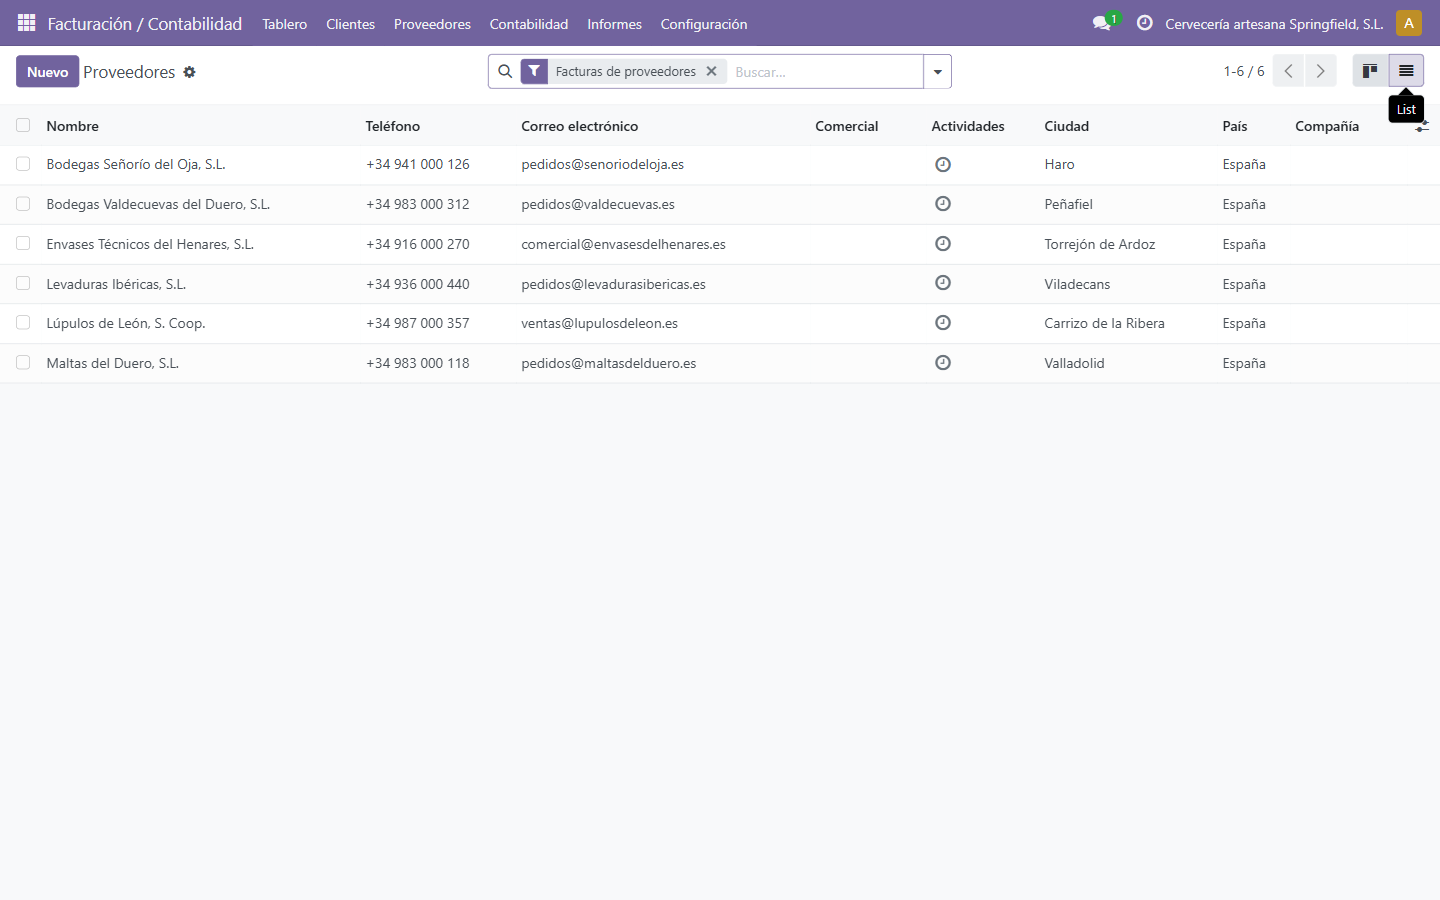 Facturación / Contabilidad Tablero Clientes Proveedores Contabilidad Informes Configuración 1 Cervecería artesana Springfield, S.L. A
Nuevo Proveedores Facturas de proveedores Buscar... 1-6 / 6
List
Nombre Teléfono Correo electrónico Comercial Actividades Ciudad País Compañía
Bodegas Señorío del Oja, S.L. +34 941 000 126 pedidos@senoriodeloja.es Haro España
Bodegas Valdecuevas del Duero, S.L. +34 983 000 312 pedidos@valdecuevas.es Peñafiel España
Envases Técnicos del Henares, S.L. +34 916 000 270 comercial@envasesdelhenares.es Torrejón de Ardoz España
Levaduras Ibéricas, S.L. +34 936 000 440 pedidos@levadurasibericas.es Viladecans España
Lúpulos de León, S. Coop. +34 987 000 357 ventas@lupulosdeleon.es Carrizo de la Ribera España
Maltas del Duero, S.L. +34 983 000 118 pedidos@maltasdelduero.es Valladolid España